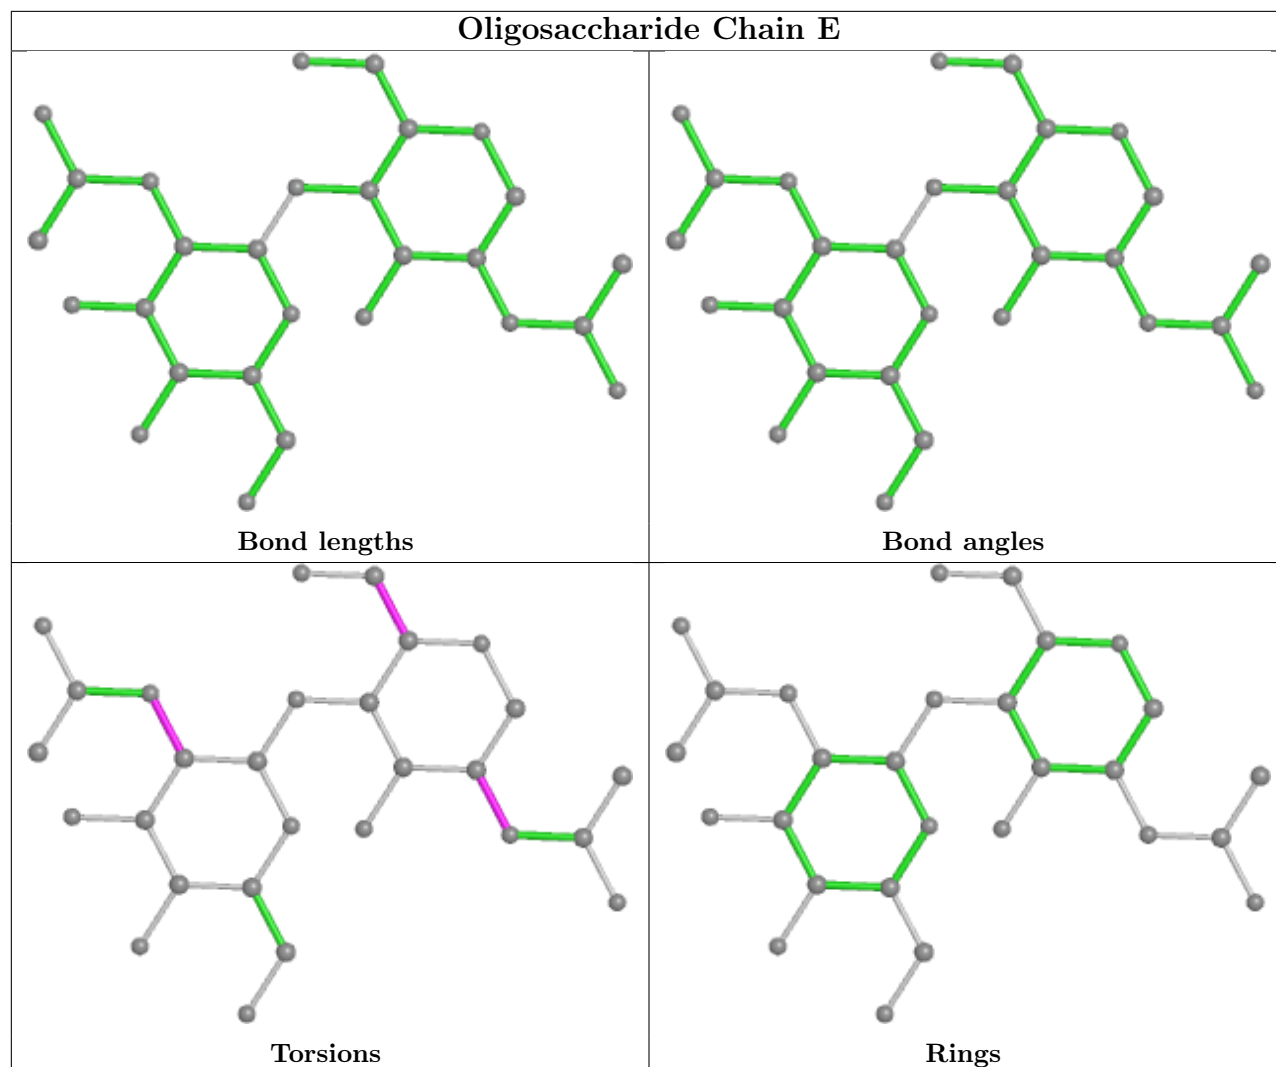 Oligosaccharide Chain E
Bond lengths
Bond angles
Torsions
Rings